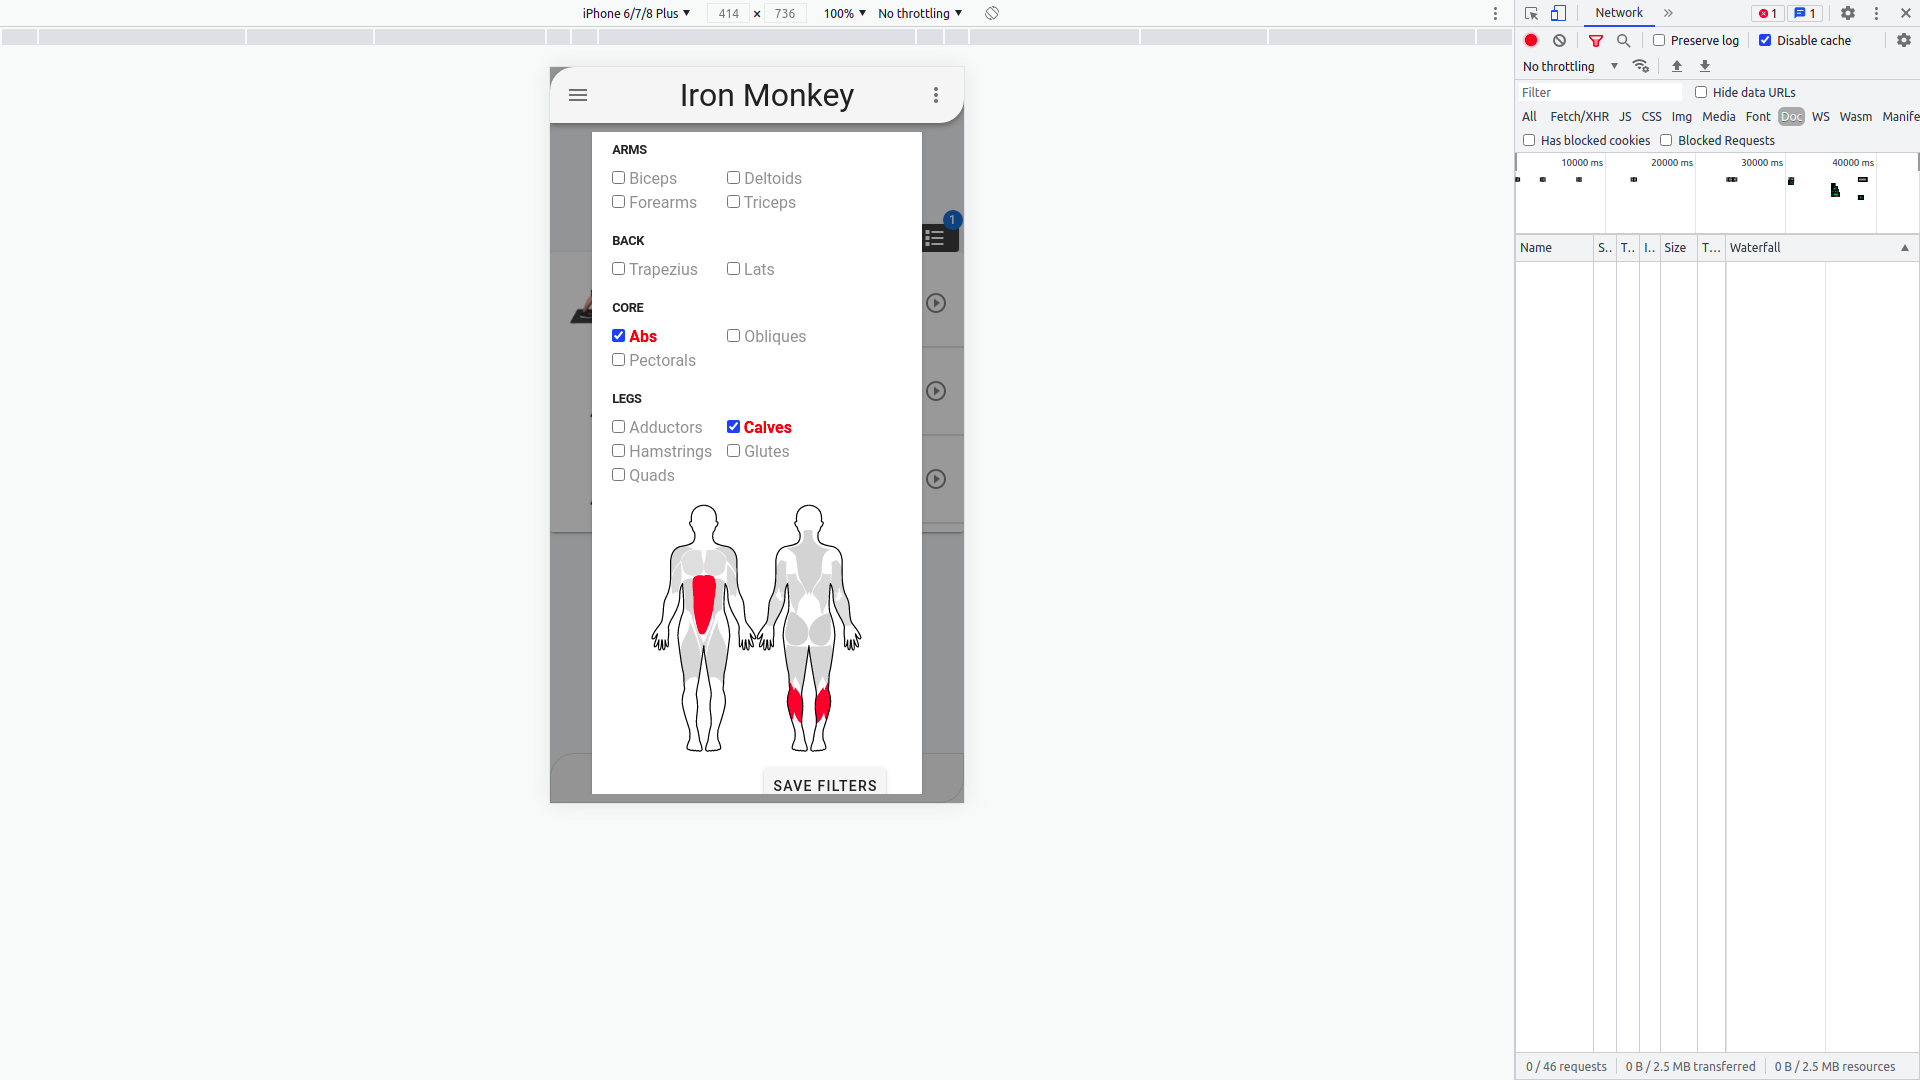 iPhone 6/7/8 Plus ▼ 414 × 736 100% ▼ No throttling ▼
Network » 1 1
Preserve log Disable cache
No throttling ▼
Filter Hide data URLs
All Fetch/XHR JS CSS Img Media Font Doc WS Wasm Manife
Has blocked cookies Blocked Requests
10000 ms 20000 ms 30000 ms 40000 ms
Name S.. T.. I.. Size T... Waterfall ▲
Iron Monkey
ARMS
Biceps Deltoids
Forearms Triceps
BACK
1
Trapezius Lats
CORE
Abs Obliques
Pectorals
LEGS
Adductors Calves
Hamstrings Glutes
Quads
SAVE FILTERS
0 / 46 requests 0 B / 2.5 MB transferred 0 B / 2.5 MB resources